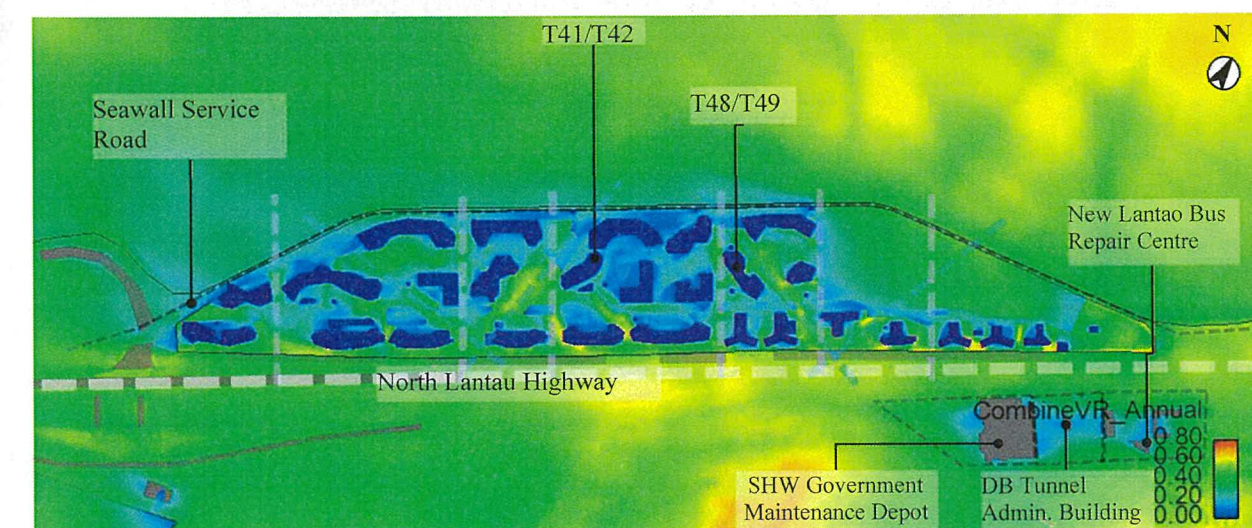 T41/T42
N
T48/T49
Seawall Service
Road
New Lantao Bus
Repair Centre
North Lantau Highway
CombineVR_Annual
0.80
0.60
0.40
0.20
0.00
SHW Government
Maintenance Depot
DB Tunnel
Admin. Building